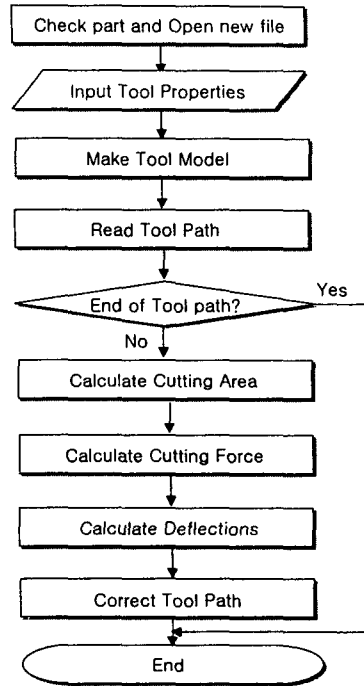 Check part and Open new file
Input Tool Properties
Make Tool Model
Read Tool Path
End of Tool path?
Yes
No
Calculate Cutting Area
Calculate Cutting Force
Calculate Deflections
Correct Tool Path
End